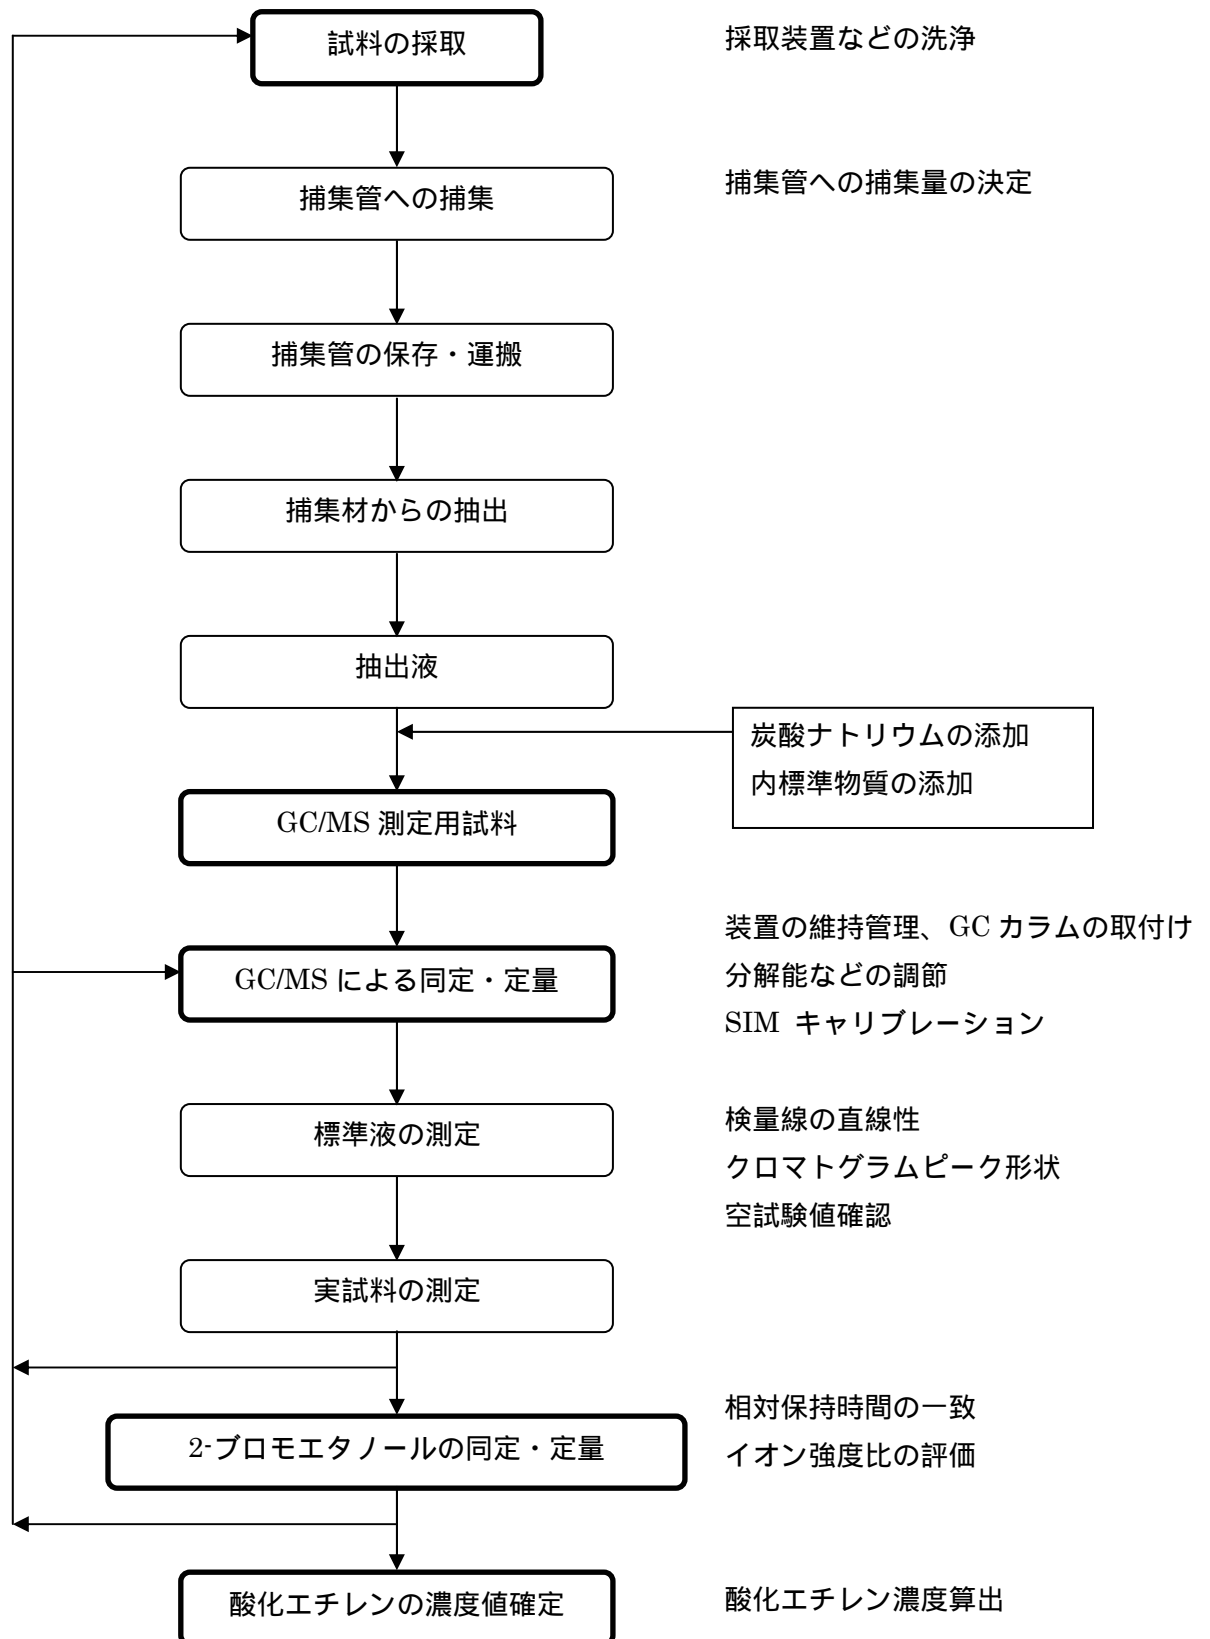 試料の採取
採取装置などの洗浄
捕集管への捕集
捕集管への捕集量の決定
捕集管の保存・運搬
捕集材からの抽出
抽出液
炭酸ナトリウムの添加
内標準物質の添加
GC/MS 測定用試料
装置の維持管理、GC カラムの取付け
GC/MS による同定・定量
分解能などの調節
SIM キャリブレーション
標準液の測定
検量線の直線性
クロマトグラムピーク形状
空試験値確認
実試料の測定
相対保持時間の一致
2-ブロモエタノールの同定・定量
イオン強度比の評価
酸化エチレンの濃度値確定
酸化エチレン濃度算出